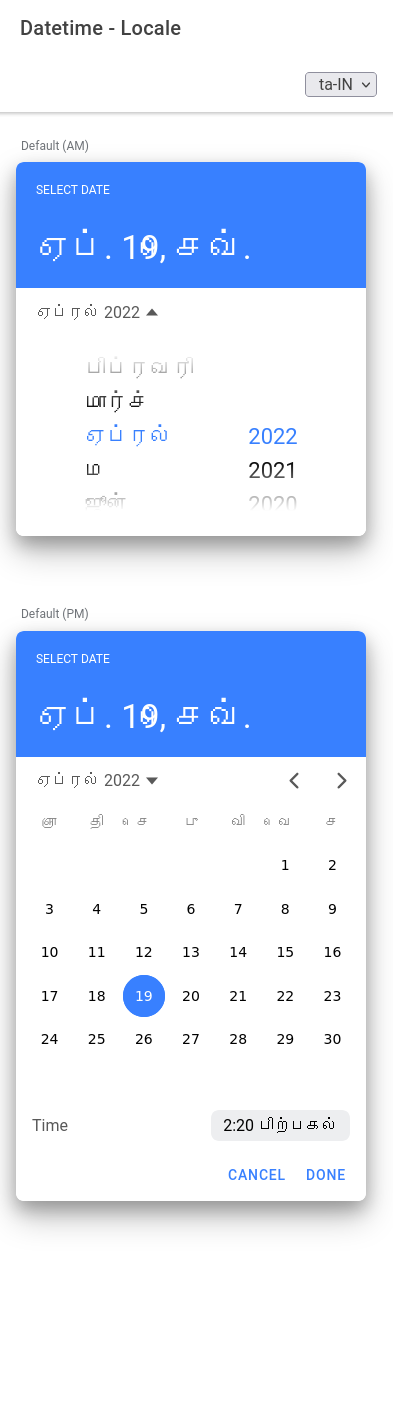 Datetime - Locale
ta-IN
Default (AM)
SELECT DATE
ஏப். 19, செவ்.
ஏப்ரல் 2022
பிப்ரவரி
மார்ச்
ஏப்ரல் 2022
மே 2021
ஜூன் 2020
Default (PM)
SELECT DATE
ஏப். 19, செவ்.
ஏப்ரல் 2022
ஞா தி செ பு வி வெ ச
1 2
3 4 5 6 7 8 9
10 11 12 13 14 15 16
17 18 19 20 21 22 23
24 25 26 27 28 29 30
Time 2:20 பிற்பகல்
CANCEL DONE